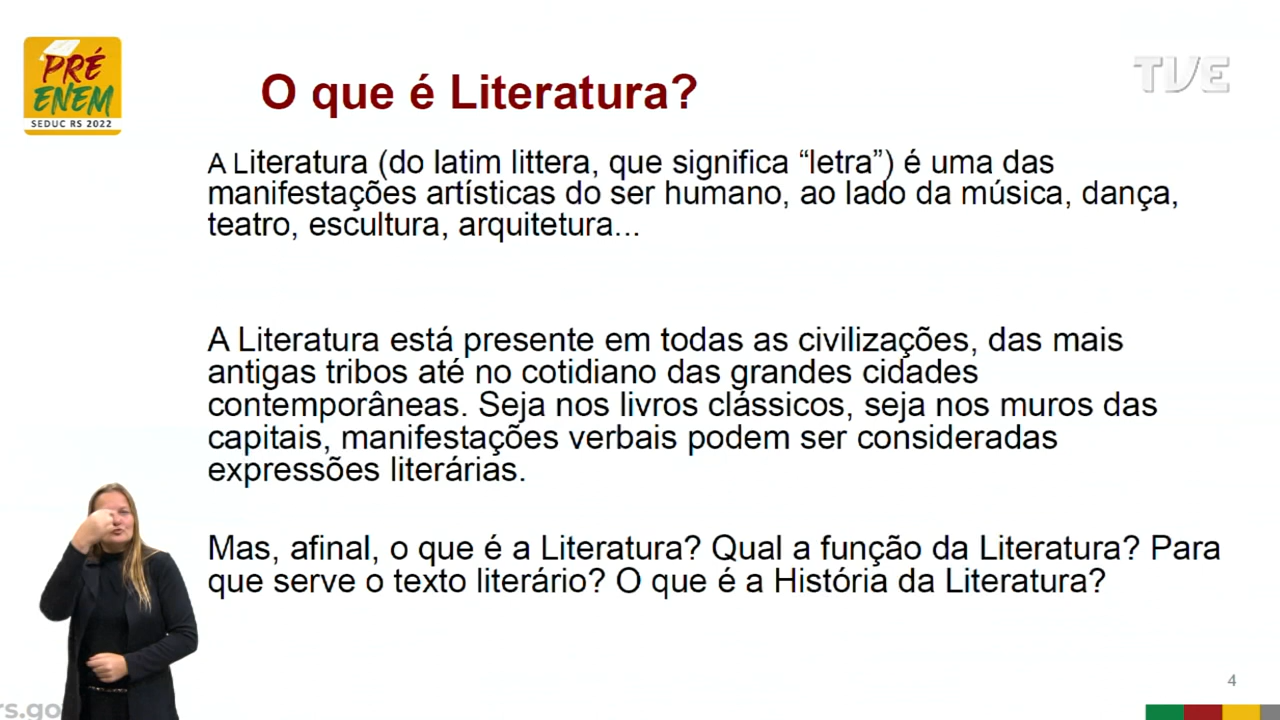 PRÉ
ENEM
SEDUC RS 2022
O que é Literatura?
TVE
A Literatura (do latim littera, que significa “letra”) é uma das
manifestações artísticas do ser humano, ao lado da música, dança,
teatro, escultura, arquitetura...
A Literatura está presente em todas as civilizações, das mais
antigas tribos até no cotidiano das grandes cidades
contemporâneas. Seja nos livros clássicos, seja nos muros das
capitais, manifestações verbais podem ser consideradas
expressões literárias.
Mas, afinal, o que é a Literatura? Qual a função da Literatura? Para
que serve o texto literário? O que é a História da Literatura?
4